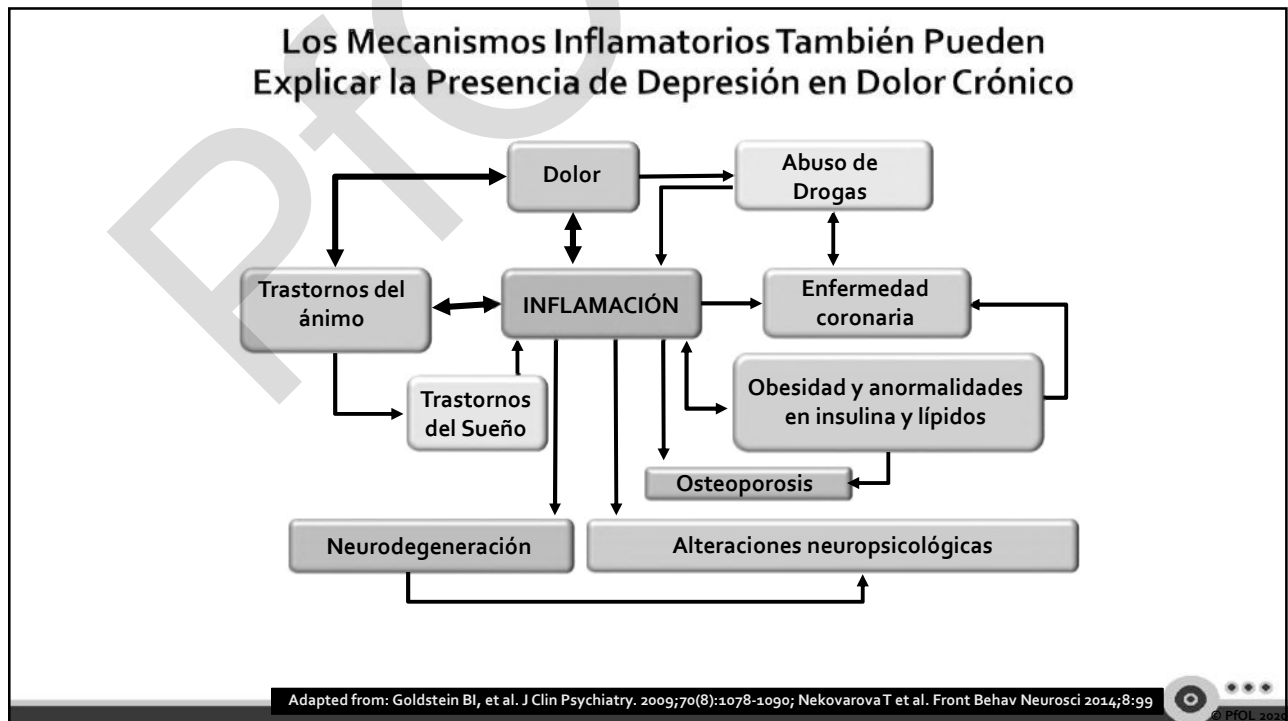 Los Mecanismos Inflamatorios También Pueden
Explicar la Presencia de Depresión en Dolor Crónico
Dolor
Abuso de
Drogas
Trastornos del
ánimo
INFLAMACIÓN
Enfermedad
coronaria
Trastornos
del Sueño
Obesidad y anormalidades
en insulina y lípidos
Osteoporosis
Neurodegeneración
Alteraciones neuropsicológicas
Adapted from: Goldstein BI, et al. J Clin Psychiatry. 2009;70(8):1078-1090; Nekovarova T et al. Front Behav Neurosci 2014;8:99